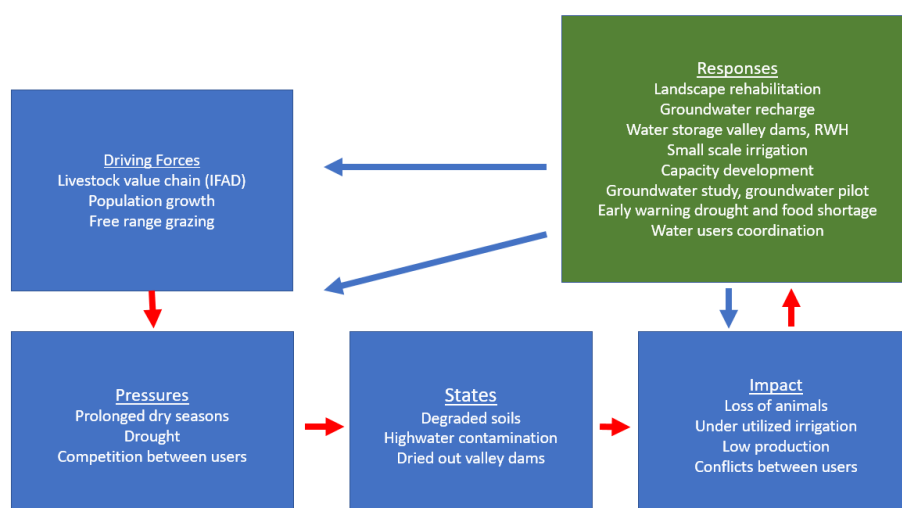 Responses
Landscape rehabilitation
Groundwater recharge
Water storage valley dams, RWH
Small scale irrigation
Capacity development
Groundwater study, groundwater pilot
Early warning drought and food shortage
Water users coordination
Driving Forces
Livestock value chain (IFAD)
Population growth
Free range grazing
Pressures
Prolonged dry seasons
Drought
Competition between users
States
Degraded soils
Highwater contamination
Dried out valley dams
Impact
Loss of animals
Under utilized irrigation
Low production
Conflicts between users